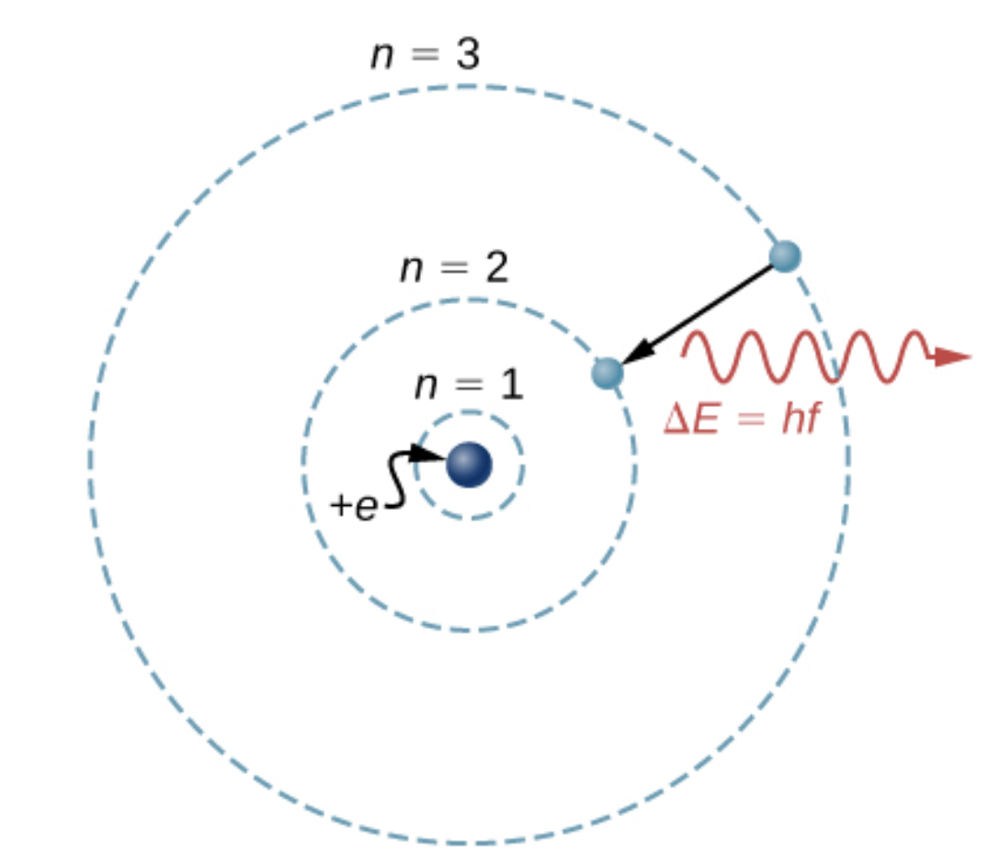 n = 3
n = 2
n = 1
ΔE = hf
+e